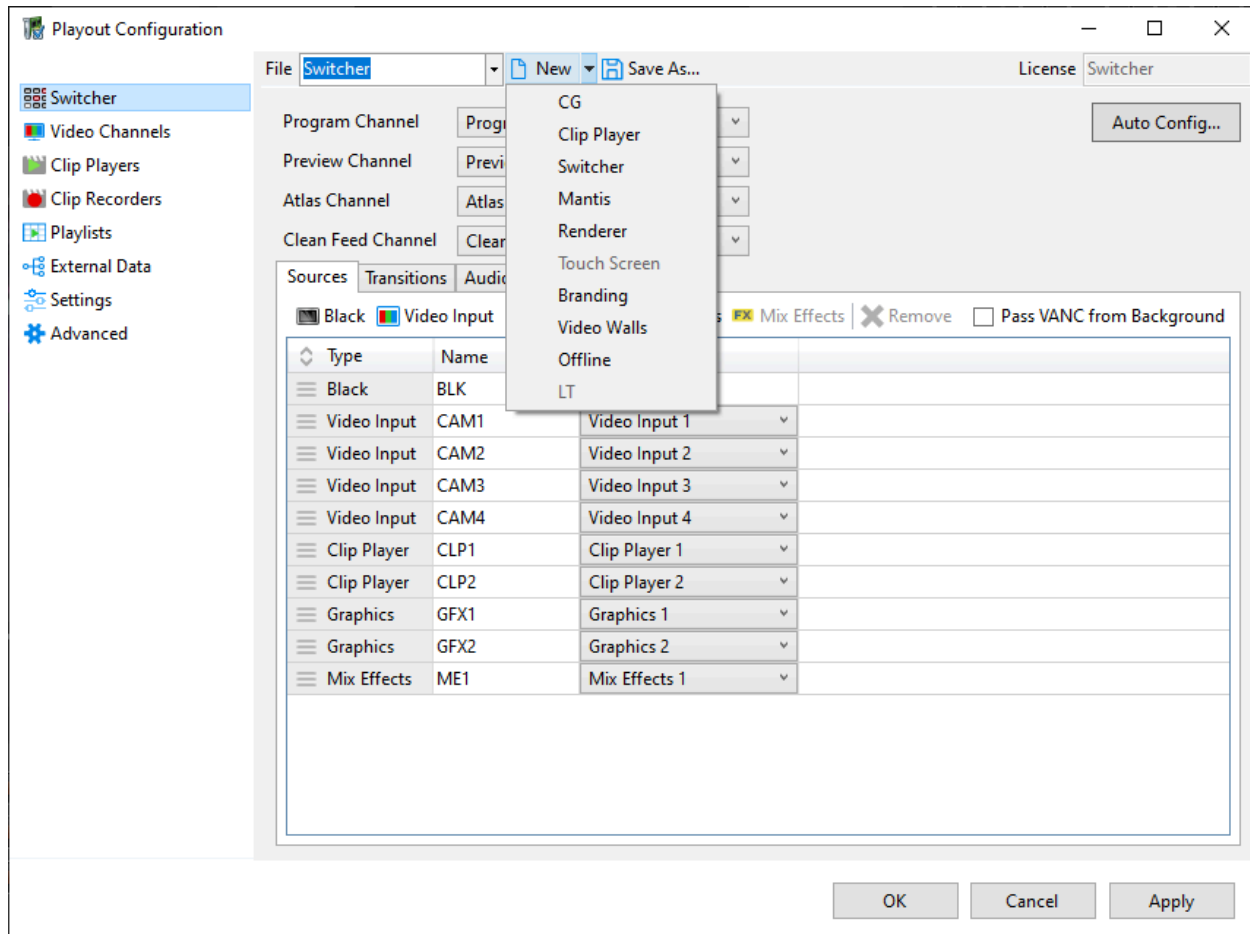 Playout Configuration
File Switcher New Save As... License Switcher
Switcher
Video Channels
Clip Players
Clip Recorders
Playlists
External Data
Settings
Advanced
CG
Clip Player
Switcher
Mantis
Renderer
Touch Screen
Branding
Video Walls
Offline
LT
Program Channel
Preview Channel
Atlas Channel Atlas
Clean Feed Channel
Auto Config...
Sources Transitions
Black Video Input Mix Effects Remove Pass VANC from Background
Type Name
Black BLK
Video Input CAM1 Video Input 1
Video Input CAM2 Video Input 2
Video Input CAM3 Video Input 3
Video Input CAM4 Video Input 4
Clip Player CLP1 Clip Player 1
Clip Player CLP2 Clip Player 2
Graphics GFX1 Graphics 1
Graphics GFX2 Graphics 2
Mix Effects ME1 Mix Effects 1
OK Cancel Apply